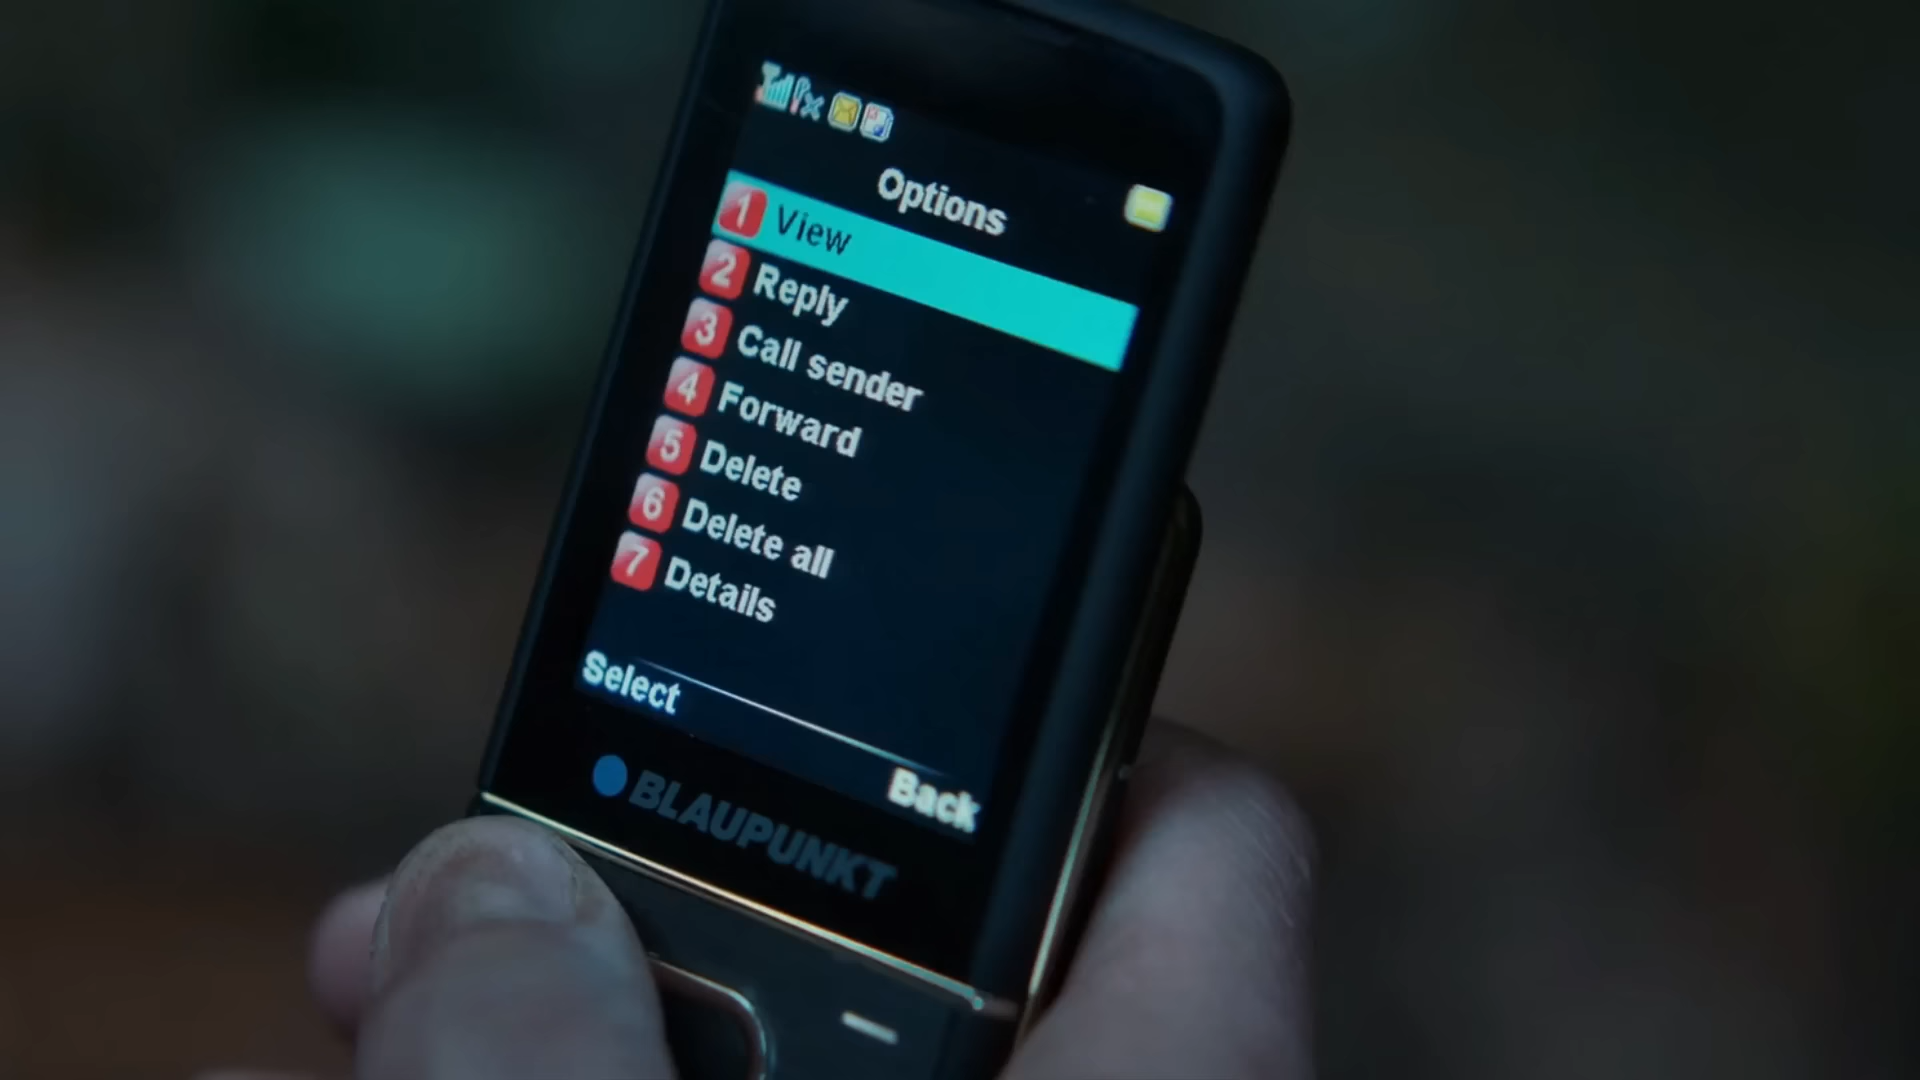 Options
1 View
2 Reply
3 Call sender
4 Forward
5 Delete
6 Delete all
7 Details
Select
Back
BLAUPUNKT